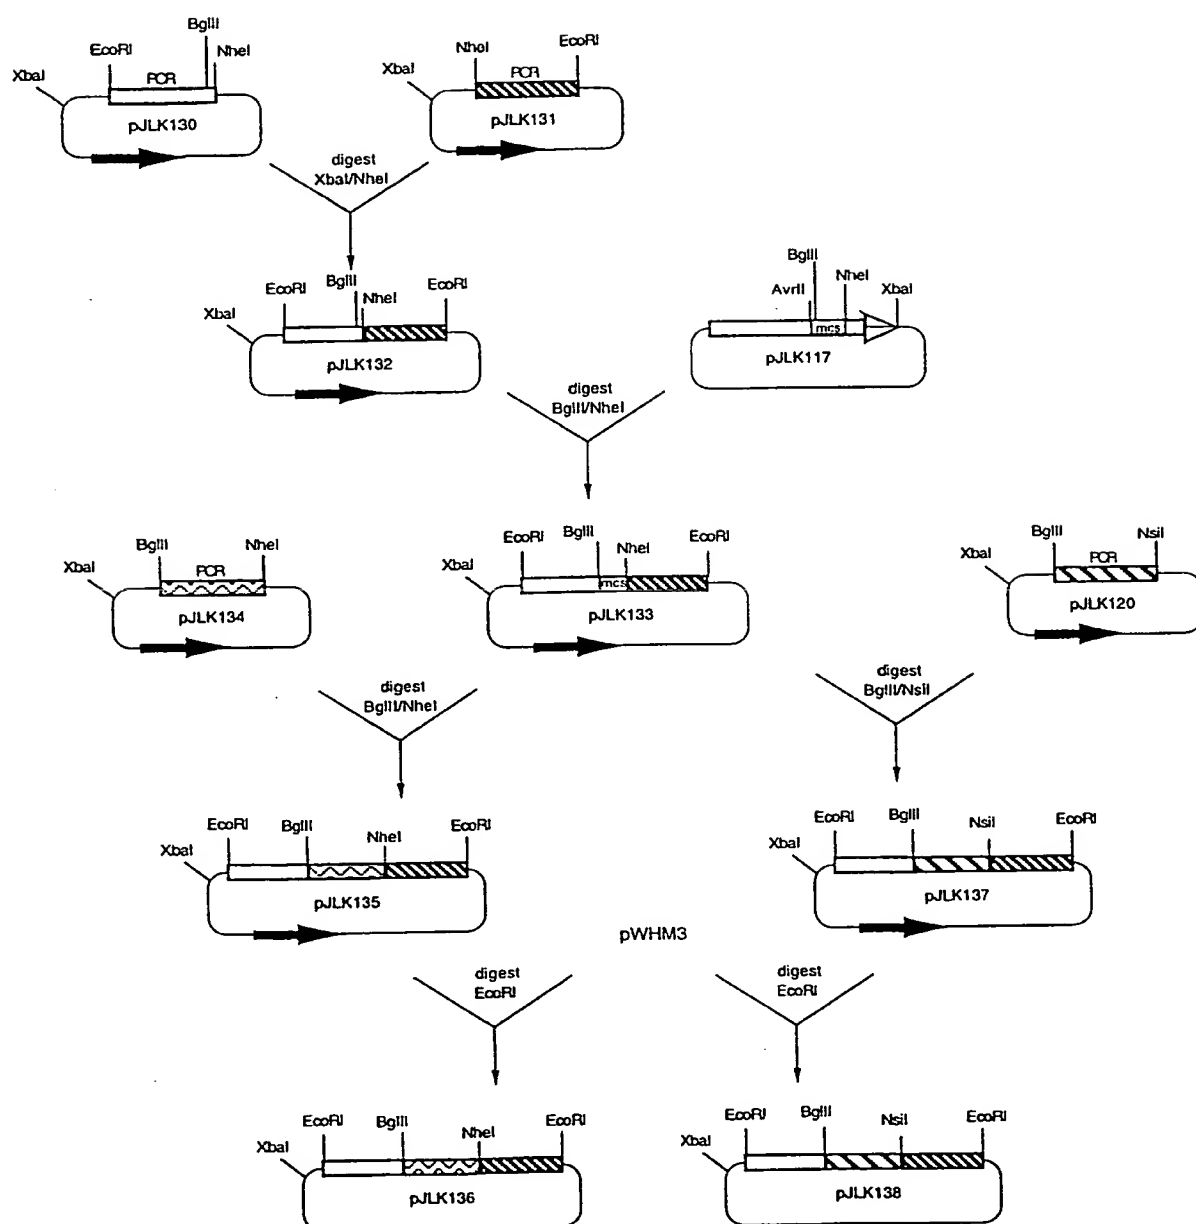 BglII
EcoRI
NheI
XbaI
PCR
pJLK130
NheI
EcoRI
XbaI
PCR
pJLK131
digest
XbaI/NheI
BglII
EcoRI
NheI
EcoRI
XbaI
pJLK132
BglII
AvrII
NheI
XbaI
mcs
pJLK117
digest
BglII/NheI
BglII
NheI
XbaI
PCR
pJLK134
EcoRI
BglII
NheI
EcoRI
XbaI
mcs
pJLK133
BglII
NsiI
XbaI
PCR
pJLK120
digest
BglII/NheI
digest
BglII/NsiI
EcoRI
BglII
NheI
EcoRI
XbaI
pJLK135
EcoRI
BglII
NsiI
EcoRI
XbaI
pJLK137
pWHM3
digest
EcoRI
digest
EcoRI
EcoRI
BglII
NheI
EcoRI
XbaI
pJLK136
EcoRI
BglII
NsiI
EcoRI
XbaI
pJLK138